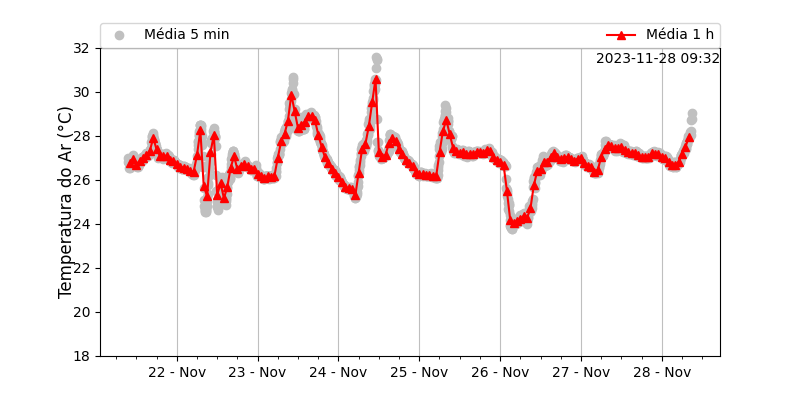 Média 5 min
Média 1 h
2023-11-28 09:32
Temperatura do Ar (°C)
32
30
28
26
24
22
20
18
22 - Nov
23 - Nov
24 - Nov
25 - Nov
26 - Nov
27 - Nov
28 - Nov